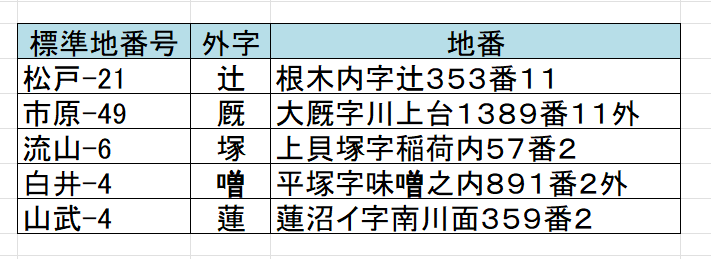 標準地番号 外字 地番
松戸-21 辻 根木内字辻353番11
市原-49 厩 大厩字川上台1389番11外
流山-6 塚 上貝塚字稲荷内57番2
白井-4 噌 平塚字味噌之内891番2外
山武-4 蓮 蓮沼イ字南川面359番2